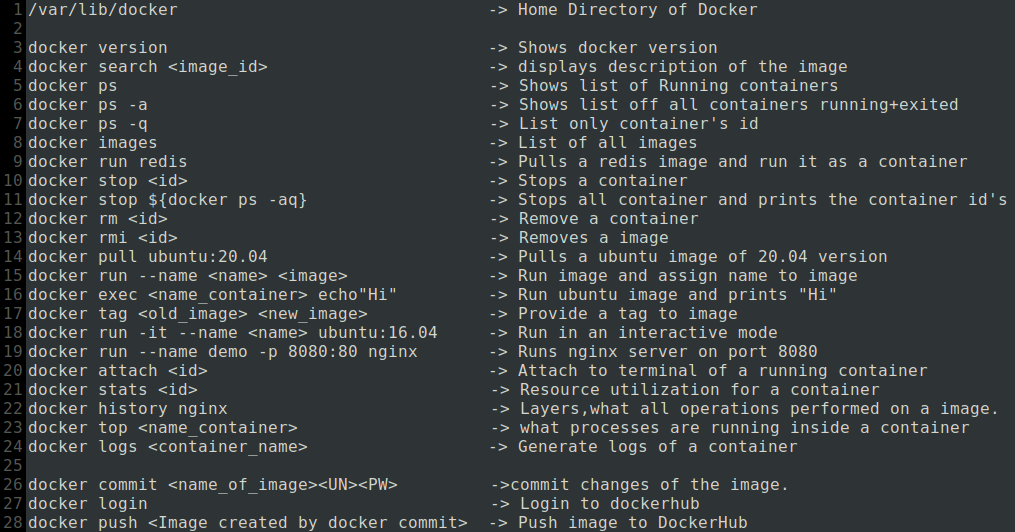 1 /var/lib/docker -> Home Directory of Docker
2
3 docker version -> Shows docker version
4 docker search <image_id> -> displays description of the image
5 docker ps -> Shows list of Running containers
6 docker ps -a -> Shows list off all containers running+exited
7 docker ps -q -> List only container's id
8 docker images -> List of all images
9 docker run redis -> Pulls a redis image and run it as a container
10 docker stop <id> -> Stops a container
11 docker stop ${docker ps -aq} -> Stops all container and prints the container id's
12 docker rm <id> -> Remove a container
13 docker rmi <id> -> Removes a image
14 docker pull ubuntu:20.04 -> Pulls a ubuntu image of 20.04 version
15 docker run --name <name> <image> -> Run image and assign name to image
16 docker exec <name_container> echo"Hi" -> Run ubuntu image and prints "Hi"
17 docker tag <old_image> <new_image> -> Provide a tag to image
18 docker run -it --name <name> ubuntu:16.04 -> Run in an interactive mode
19 docker run --name demo -p 8080:80 nginx -> Runs nginx server on port 8080
20 docker attach <id> -> Attach to terminal of a running container
21 docker stats <id> -> Resource utilization for a container
22 docker history nginx -> Layers,what all operations performed on a image.
23 docker top <name_container> -> what processes are running inside a container
24 docker logs <container_name> -> Generate logs of a container
25
26 docker commit <name_of_image><UN><PW> ->commit changes of the image.
27 docker login -> Login to dockerhub
28 docker push <Image created by docker commit> -> Push image to DockerHub